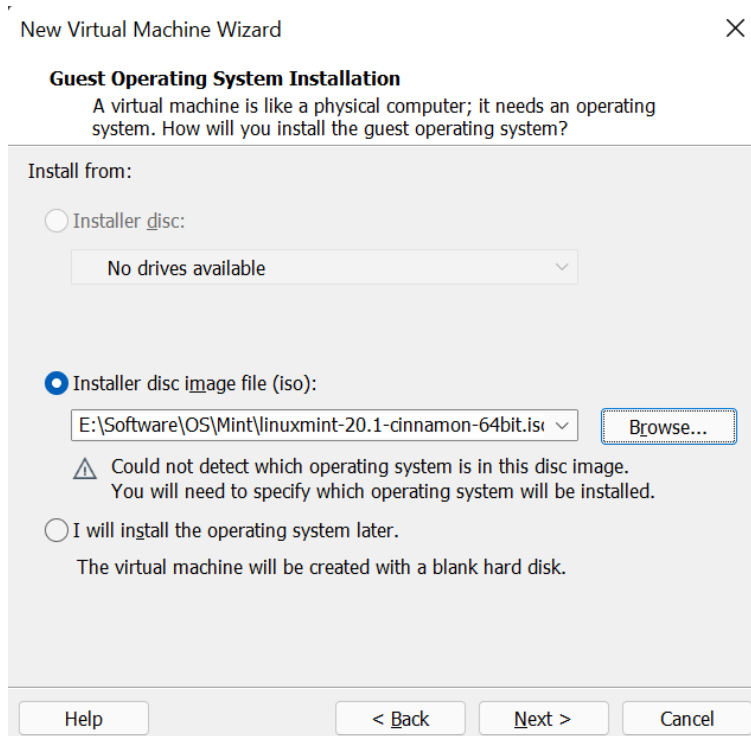 New Virtual Machine Wizard
Guest Operating System Installation
A virtual machine is like a physical computer; it needs an operating
system. How will you install the guest operating system?
Install from:
Installer disc:
No drives available
Installer disc image file (iso):
E:\Software\OS\Mint\linuxmint-20.1-cinnamon-64bit.iso
Browse...
Could not detect which operating system is in this disc image.
You will need to specify which operating system will be installed.
I will install the operating system later.
The virtual machine will be created with a blank hard disk.
Help
< Back
Next >
Cancel